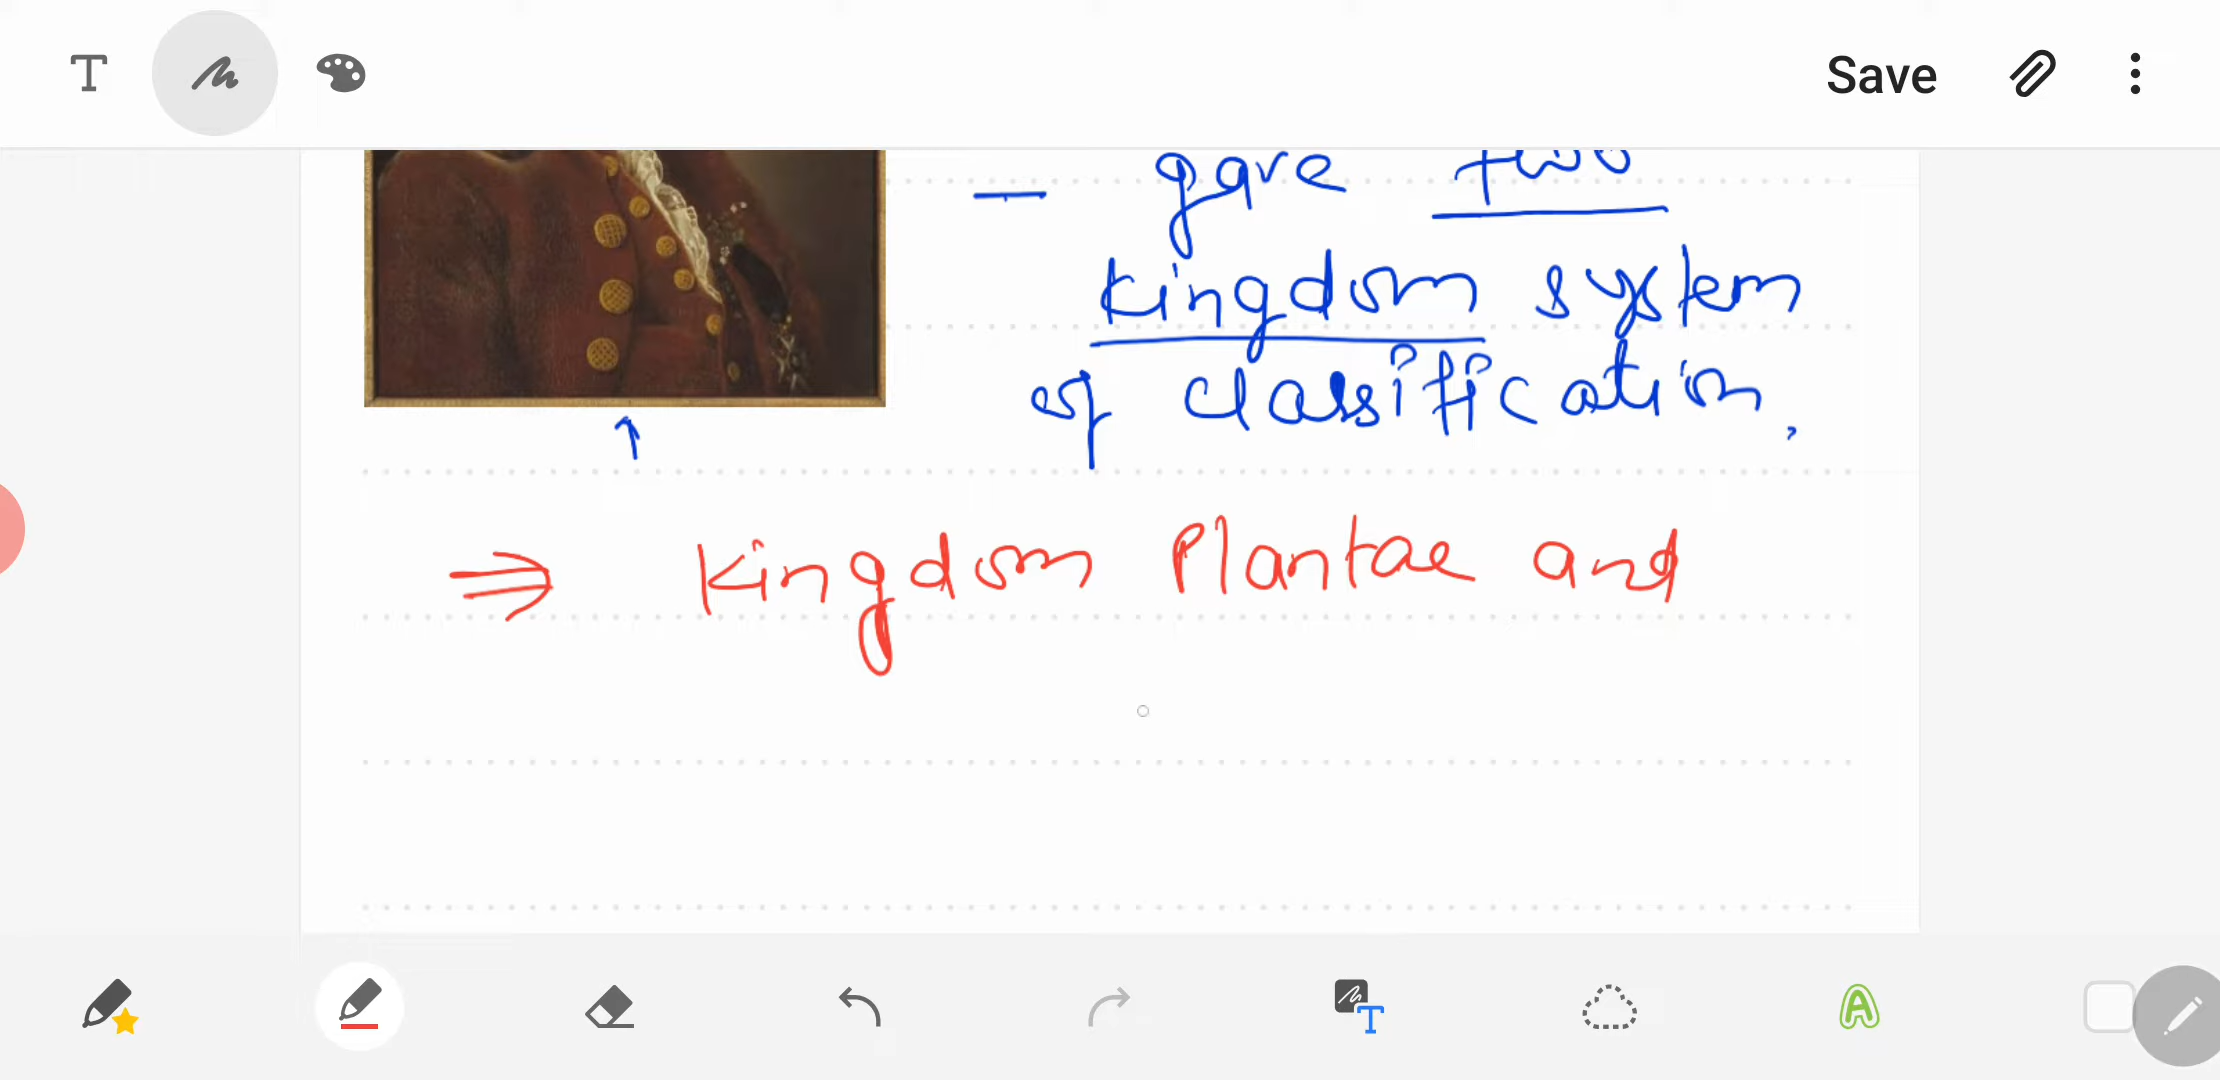 Save
— gave two
kingdom system
of classification.
⇒ Kingdom Plantae and